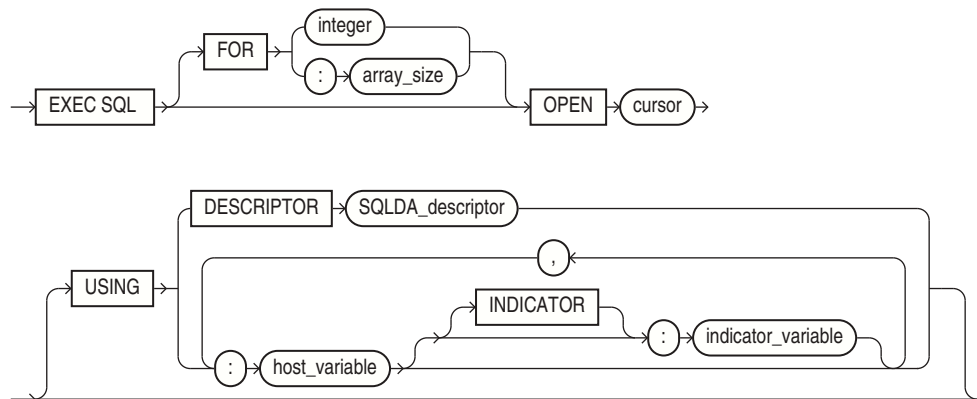 integer
FOR
: array_size
EXEC SQL OPEN cursor
DESCRIPTOR SQLDA_descriptor
,
USING
INDICATOR
: indicator_variable
: host_variable